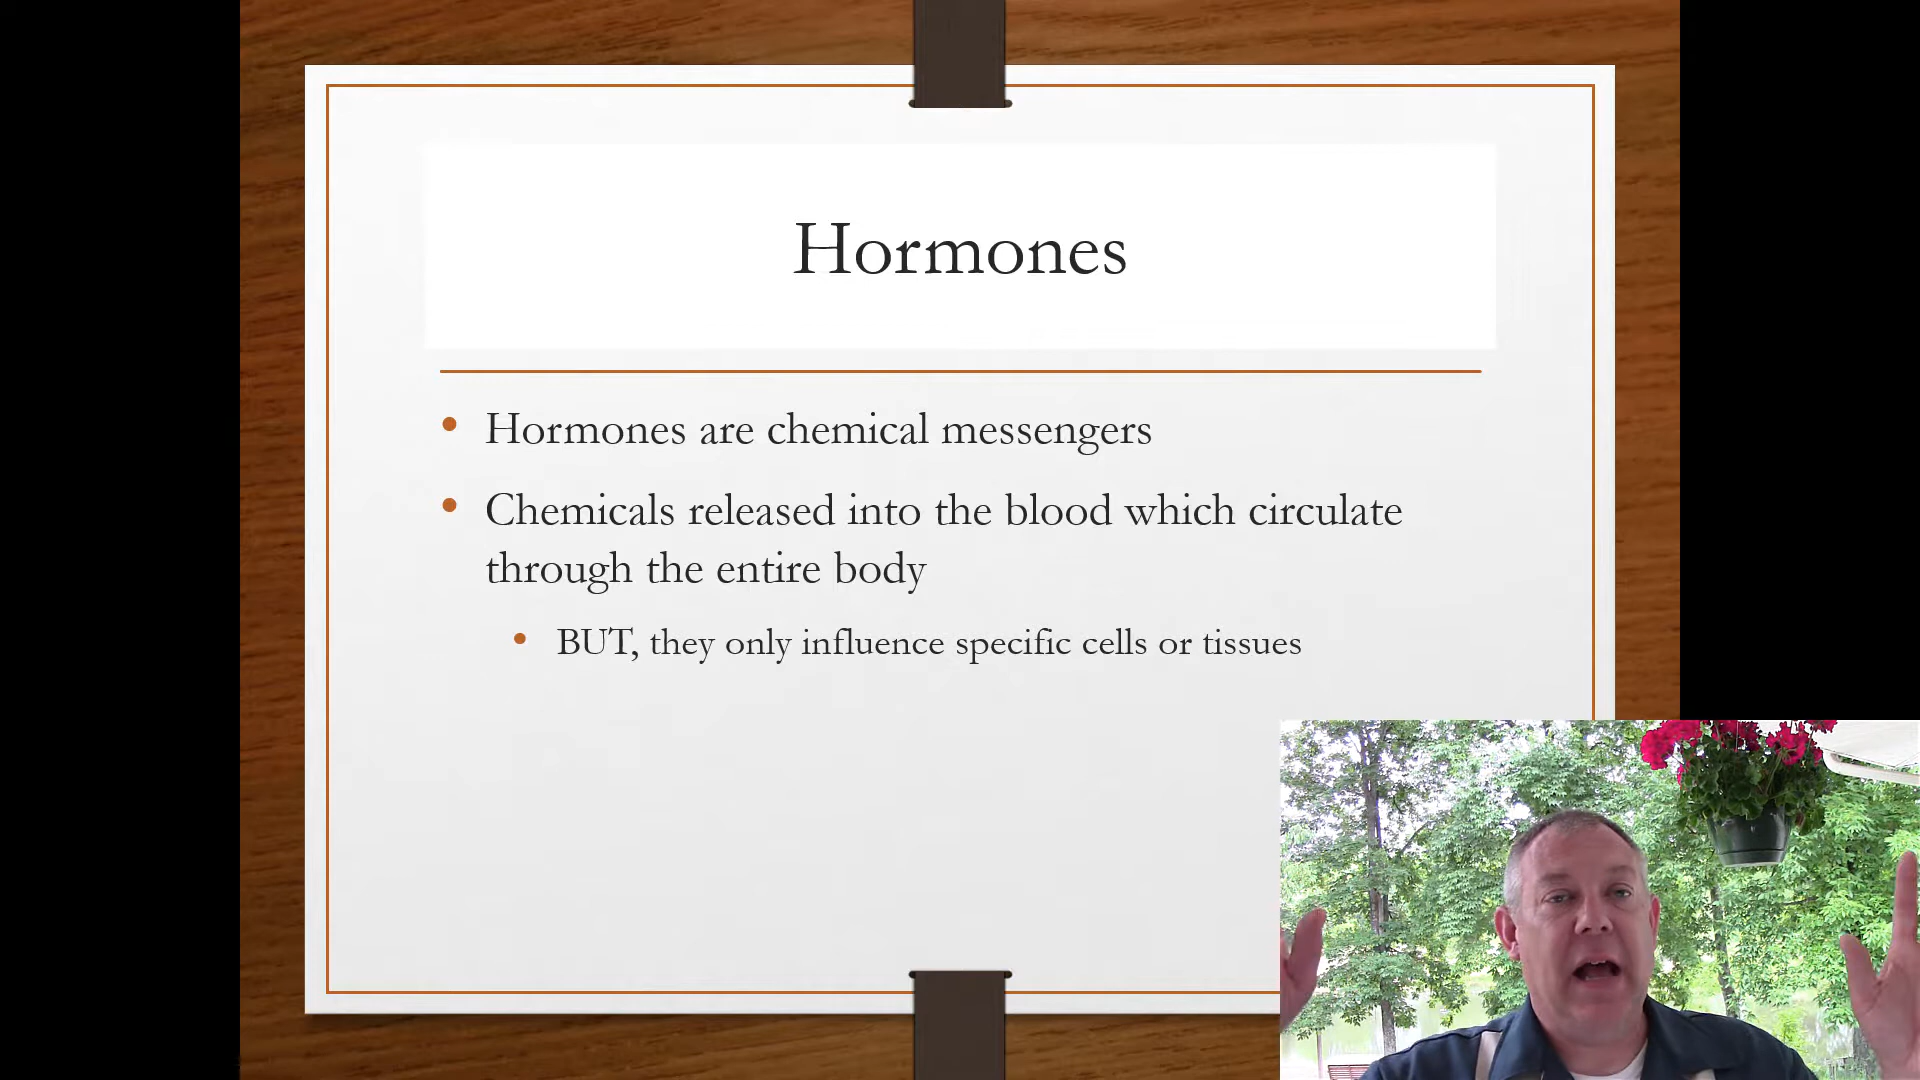 Hormones
Hormones are chemical messengers
Chemicals released into the blood which circulate
through the entire body
BUT, they only influence specific cells or tissues